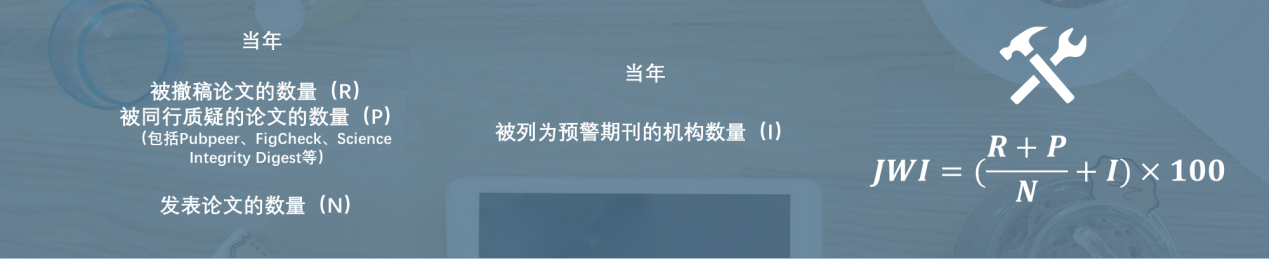 当年
被撤稿论文的数量（R）
被同行质疑的论文的数量（P）
（包括Pubpeer、FigCheck、Science
Integrity Digest等）
发表论文的数量（N）
当年
被列为预警期刊的机构数量（I）
JWI = (\frac{R + P}{N} + I) × 100